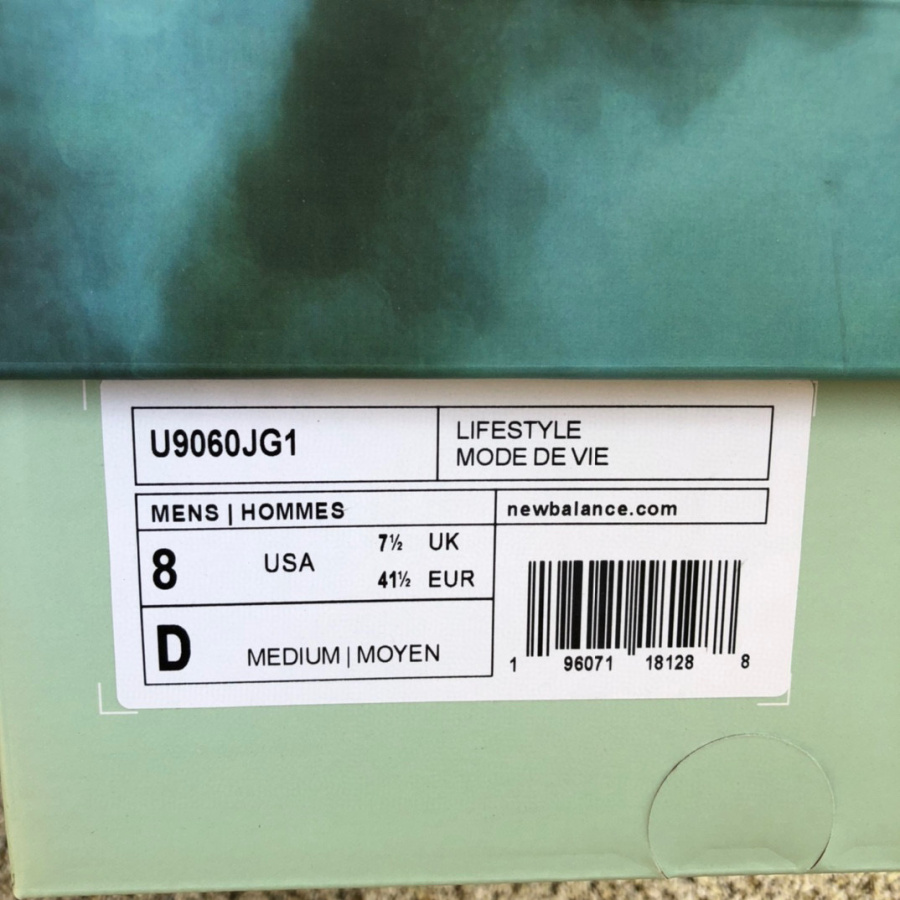 U9060JG1
LIFESTYLE
MODE DE VIE
MENS | HOMMES
newbalance.com
8 USA
7½ UK
41½ EUR
D MEDIUM | MOYEN
1 96071 18128 8